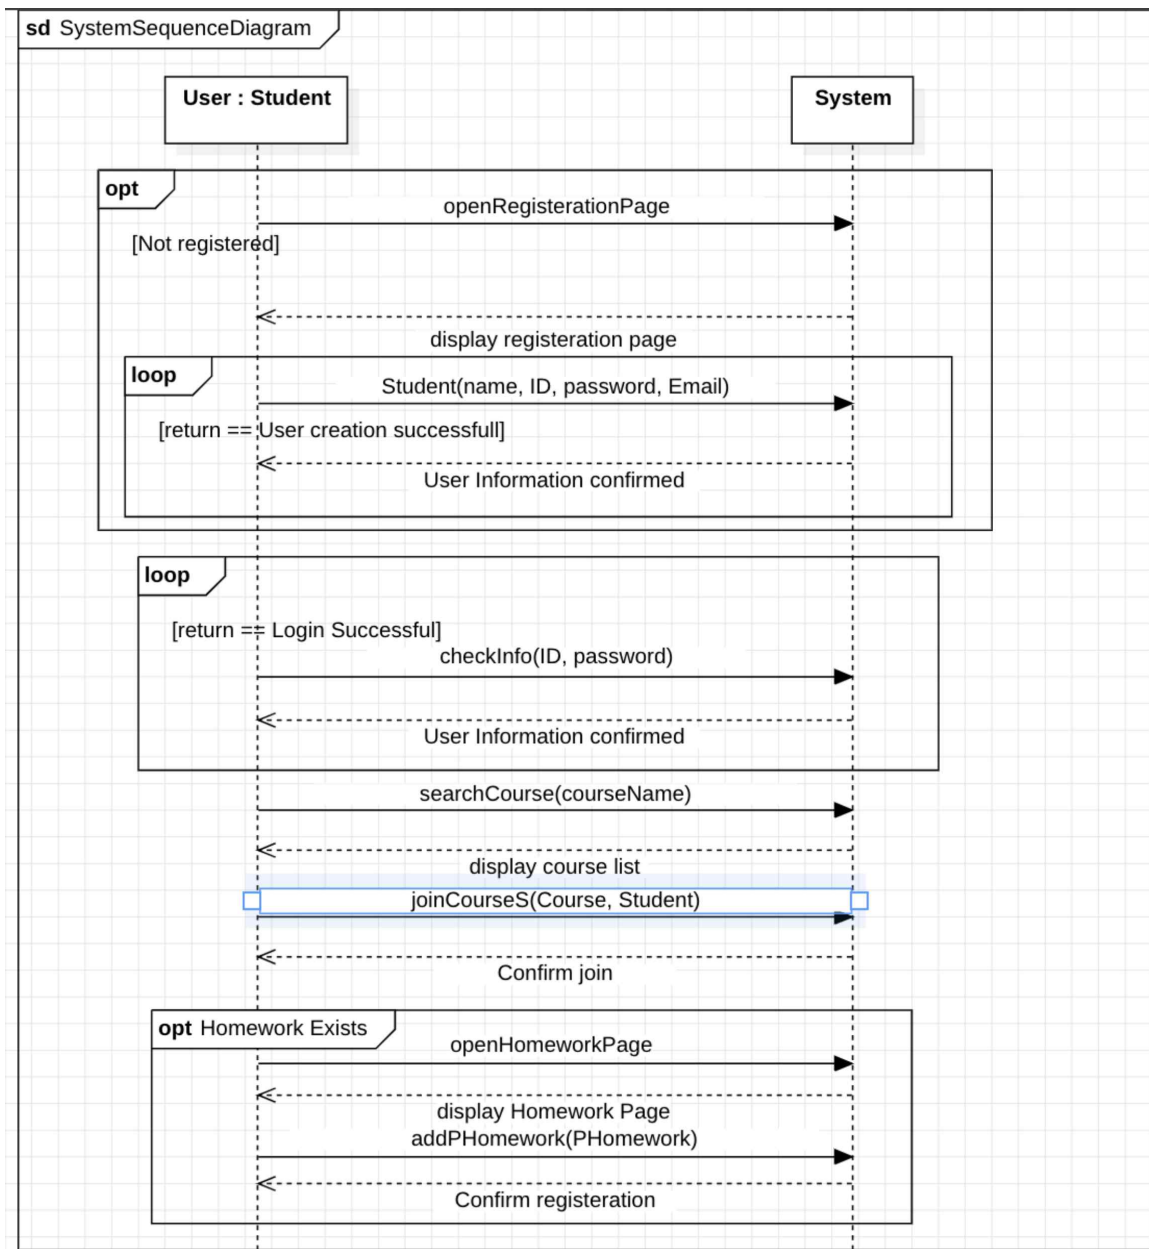 sd SystemSequenceDiagram
User : Student
System
opt
openRegisterationPage
[Not registered]
display registeration page
loop
Student(name, ID, password, Email)
[return == User creation successfull]
User Information confirmed
loop
[return == Login Successful]
checkInfo(ID, password)
User Information confirmed
searchCourse(courseName)
display course list
joinCourseS(Course, Student)
Confirm join
opt Homework Exists
openHomeworkPage
display Homework Page
addPHomework(PHomework)
Confirm registeration